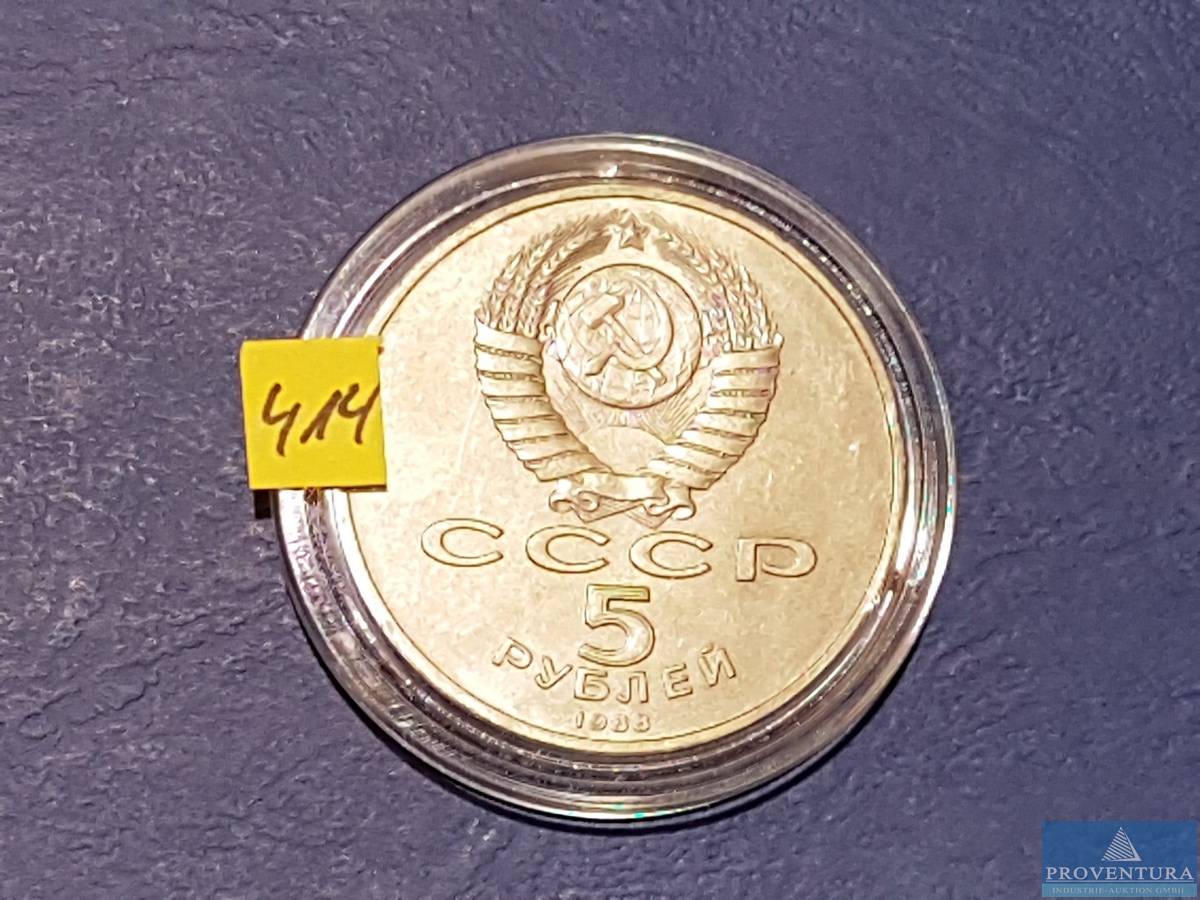 414
СССР
5
РУБЛЕЙ
1988
PROVENTURA
INDUSTRIE-AUKTION GMBH